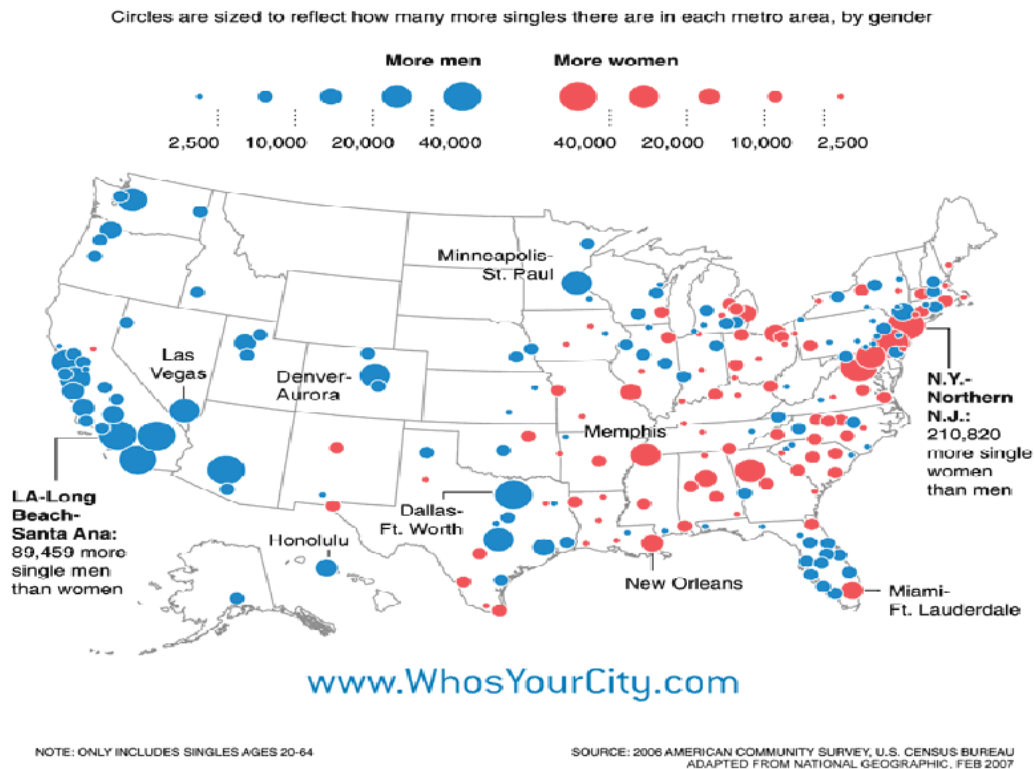 Circles are sized to reflect how many more singles there are in each metro area, by gender
More men
More women
2,500
10,000
20,000
40,000
40,000
20,000
10,000
2,500
Minneapolis-
St. Paul
Las
Vegas
Denver-
Aurora
N.Y.-
Northern
N.J.:
210,820
more single
women
than men
Memphis
LA-Long
Beach-
Santa Ana:
89,459 more
single men
than women
Dallas-
Ft. Worth
Honolulu
New Orleans
Miami-
Ft. Lauderdale
www.WhosYourCity.com
NOTE: ONLY INCLUDES SINGLES AGES 20-64
SOURCE: 2006 AMERICAN COMMUNITY SURVEY, U.S. CENSUS BUREAU
ADAPTED FROM NATIONAL GEOGRAPHIC, FEB 2007